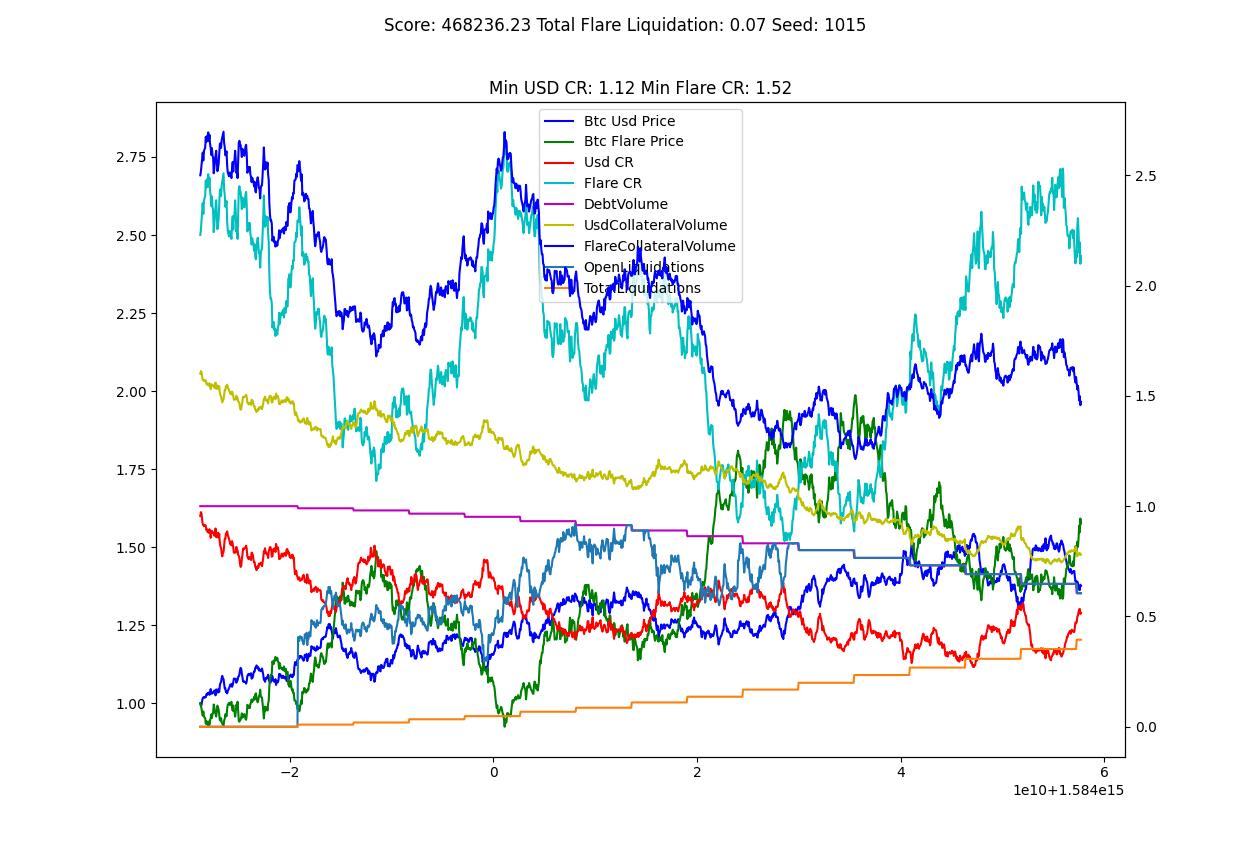 Score: 468236.23 Total Flare Liquidation: 0.07 Seed: 1015
Min USD CR: 1.12 Min Flare CR: 1.52
Btc Usd Price
Btc Flare Price
Usd CR
Flare CR
DebtVolume
UsdCollateralVolume
FlareCollateralVolume
OpenLiquidations
TotalLiquidations
2.75
2.50
2.25
2.00
1.75
1.50
1.25
1.00
2.5
2.0
1.5
1.0
0.5
0.0
−2 0 2 4 6
1e10+1.584e15